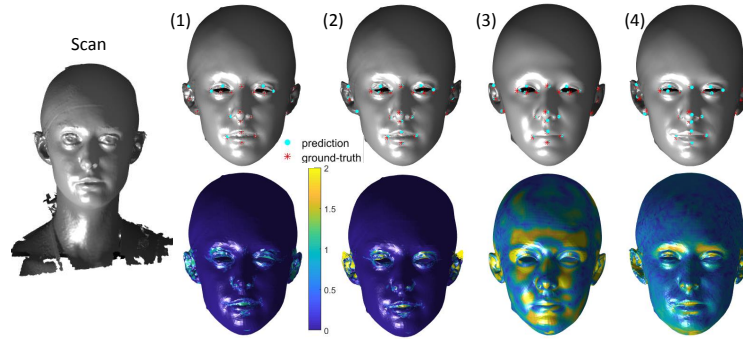 (1) (2) (3) (4)
Scan
prediction
ground-truth
2
1.5
1
0.5
0